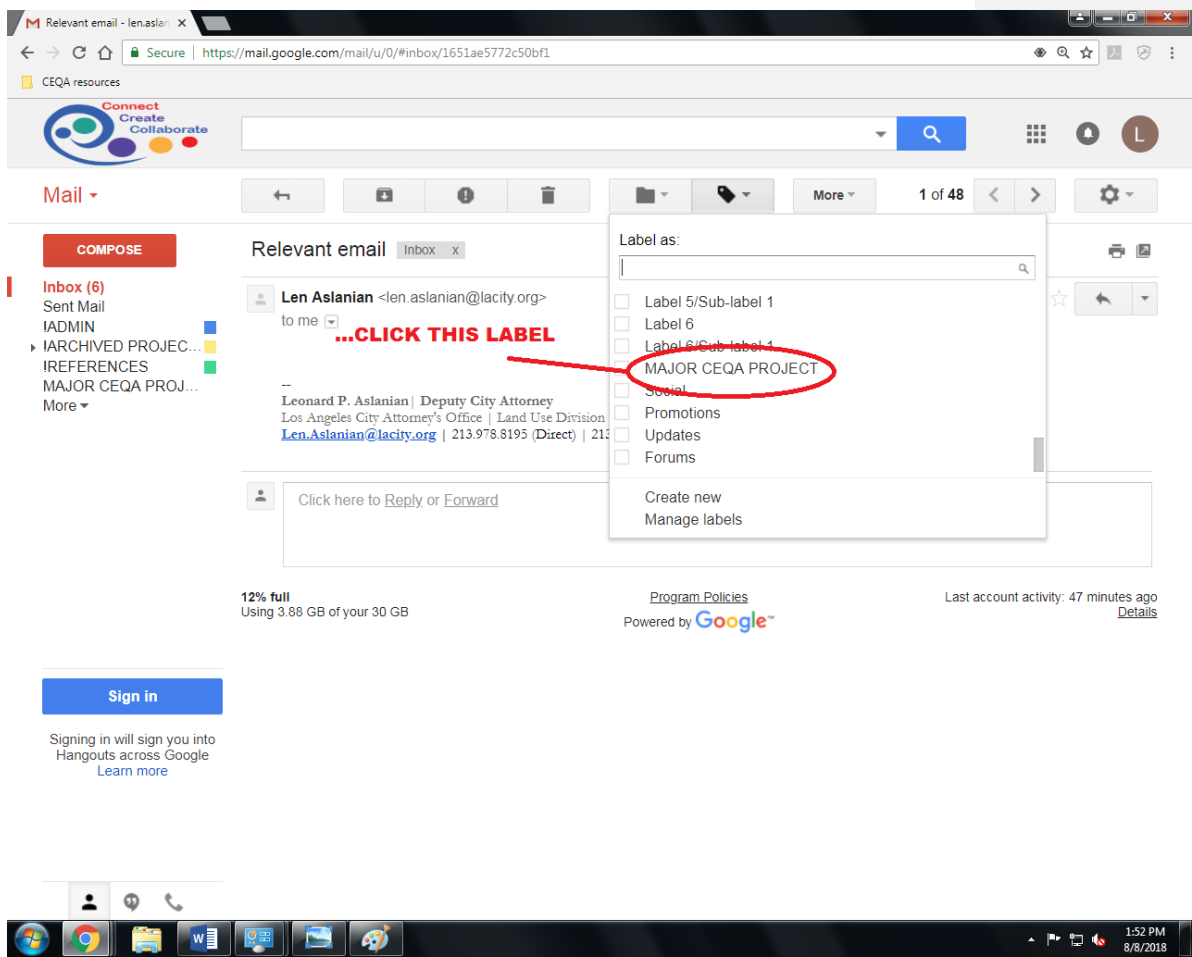 Relevant email - len.aslan
Secure | https://mail.google.com/mail/u/0/#inbox/1651ae5772c50bf1
CEQA resources
Connect
Create
Collaborate
L
Mail
More
1 of 48
COMPOSE
Relevant email Inbox x
Label as:
Inbox (6)
Sent Mail
!ADMIN
!ARCHIVED PROJEC...
!REFERENCES
MAJOR CEQA PROJ...
More
Len Aslanian <len.aslanian@lacity.org>
to me
...CLICK THIS LABEL
--
Leonard P. Aslanian| Deputy City Attorney
Los Angeles City Attorney's Office | Land Use Division
Len.Aslanian@lacity.org | 213.978.8195 (Direct) | 213
Label 5/Sub-label 1
Label 6
Label 6/Sub-label 1
MAJOR CEQA PROJECT
Social
Promotions
Updates
Forums
Create new
Manage labels
Click here to Reply or Forward
12% full
Using 3.88 GB of your 30 GB
Program Policies
Powered by Google™
Last account activity: 47 minutes ago
Details
Sign in
Signing in will sign you into
Hangouts across Google
Learn more
W
1:52 PM
8/8/2018